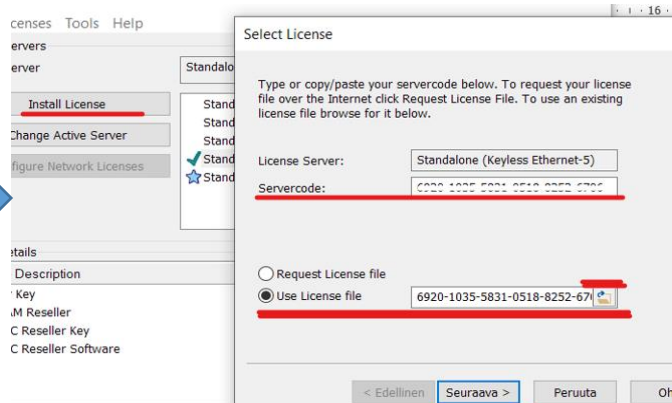 16
censes Tools Help
ervers
erver Standalo
Install License
Change Active Server
figure Network Licenses
Stand
Stand
Stand
Stand
Stand
etails
Description
Key
AM Reseller
C Reseller Key
C Reseller Software
Select License
Type or copy/paste your servercode below. To request your license
file over the Internet click Request License File. To use an existing
license file browse for it below.
License Server: Standalone (Keyless Ethernet-5)
Servercode:
Request License file
Use License file 6920-1035-5831-0518-8252-67
< Edellinen Seuraava > Peruuta Oh